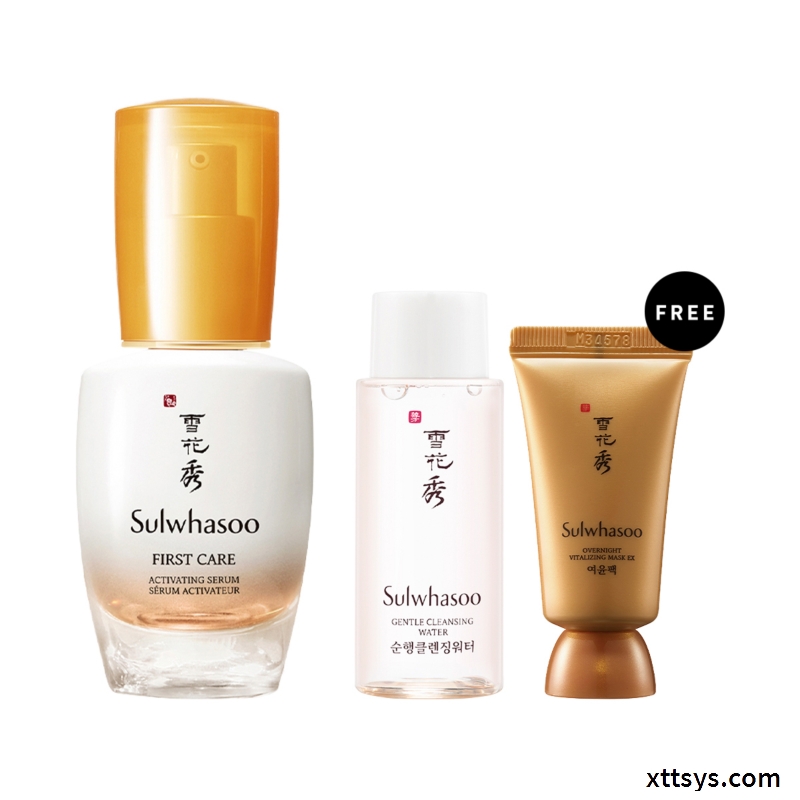 雪花秀
Sulwhasoo
FIRST CARE
ACTIVATING SERUM
SÉRUM ACTIVATEUR
雪花秀
Sulwhasoo
GENTLE CLEANSING
WATER
순행클렌징워터
FREE
M34578
雪花秀
Sulwhasoo
OVERNIGHT
VITALIZING MASK EX
여윤팩
xttsys.com